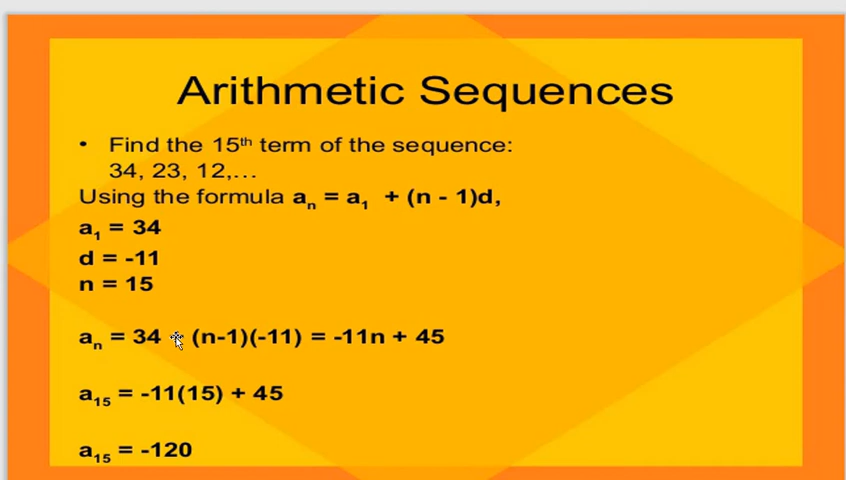 Arithmetic Sequences
• Find the 15th term of the sequence:
34, 23, 12,...
Using the formula an = a1 + (n - 1)d,
a1 = 34
d = -11
n = 15
an = 34 + (n-1)(-11) = -11n + 45
a15 = -11(15) + 45
a15 = -120